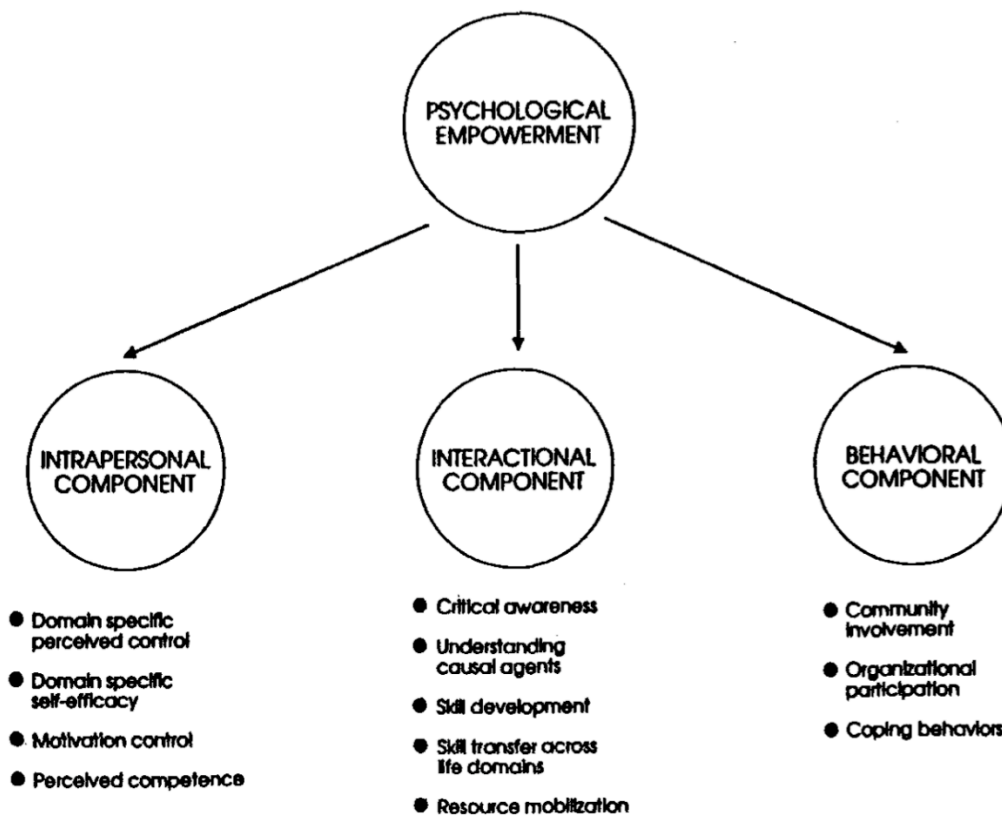 PSYCHOLOGICAL
EMPOWERMENT
INTRAPERSONAL
COMPONENT
INTERACTIONAL
COMPONENT
BEHAVIORAL
COMPONENT
● Domain specific
perceived control
● Domain specific
self-efficacy
● Motivation control
● Perceived competence
● Critical awareness
● Understanding
causal agents
● Skill development
● Skill transfer across
life domains
● Resource mobilization
● Community
involvement
● Organizational
participation
● Coping behaviors